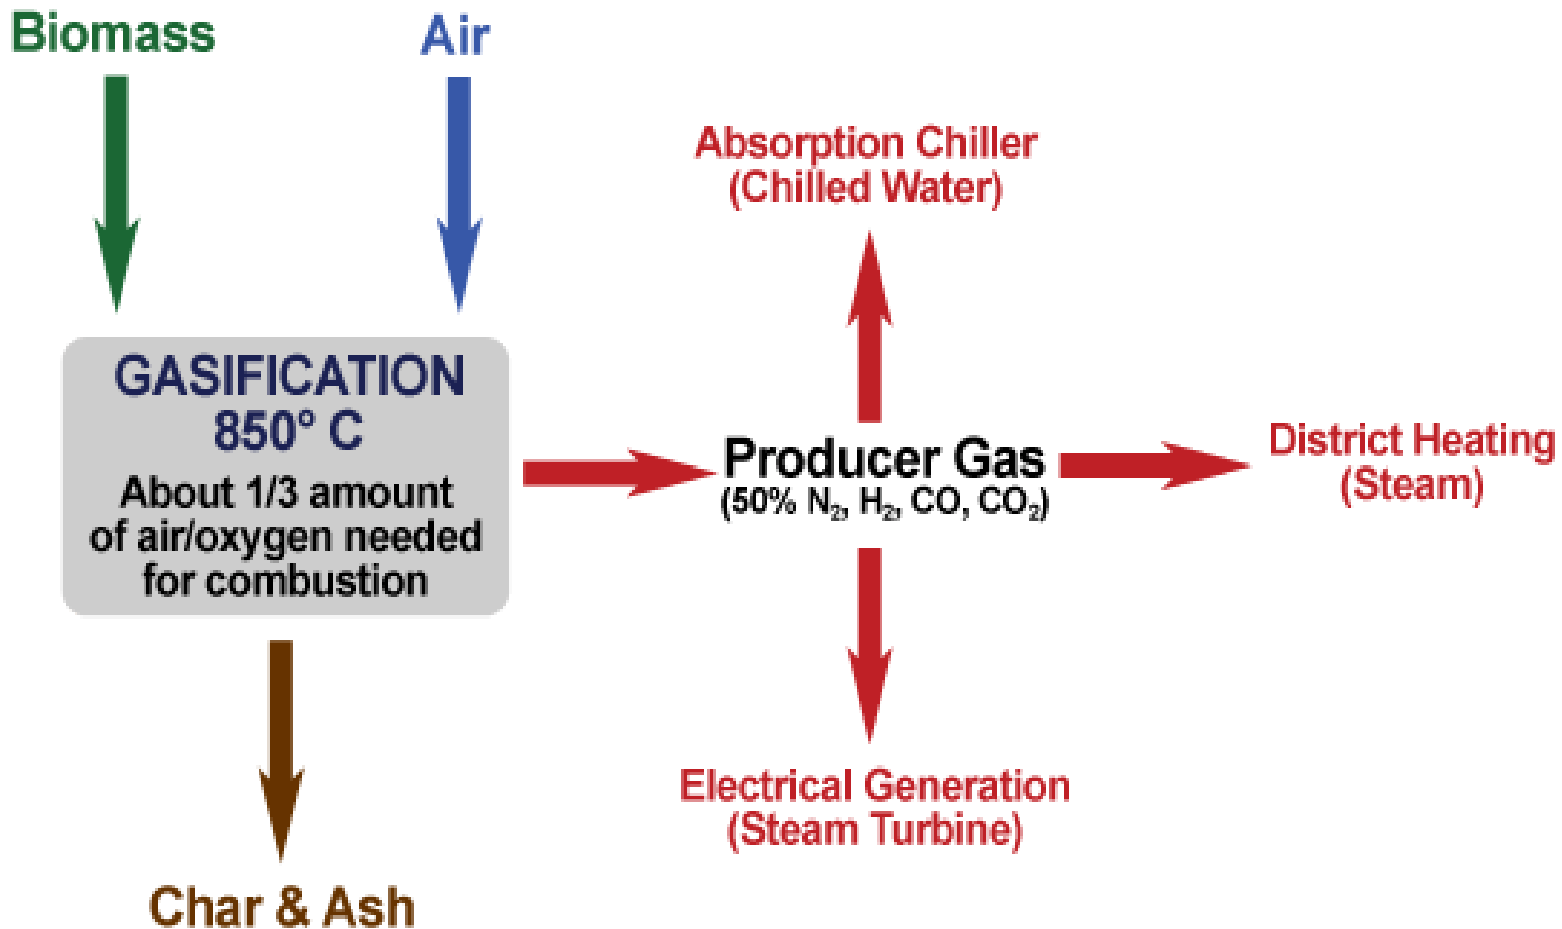 Biomass
Air
Absorption Chiller
(Chilled Water)
GASIFICATION
850º C
About 1/3 amount
of air/oxygen needed
for combustion
Producer Gas
(50% N₂, H₂, CO, CO₂)
District Heating
(Steam)
Electrical Generation
(Steam Turbine)
Char & Ash